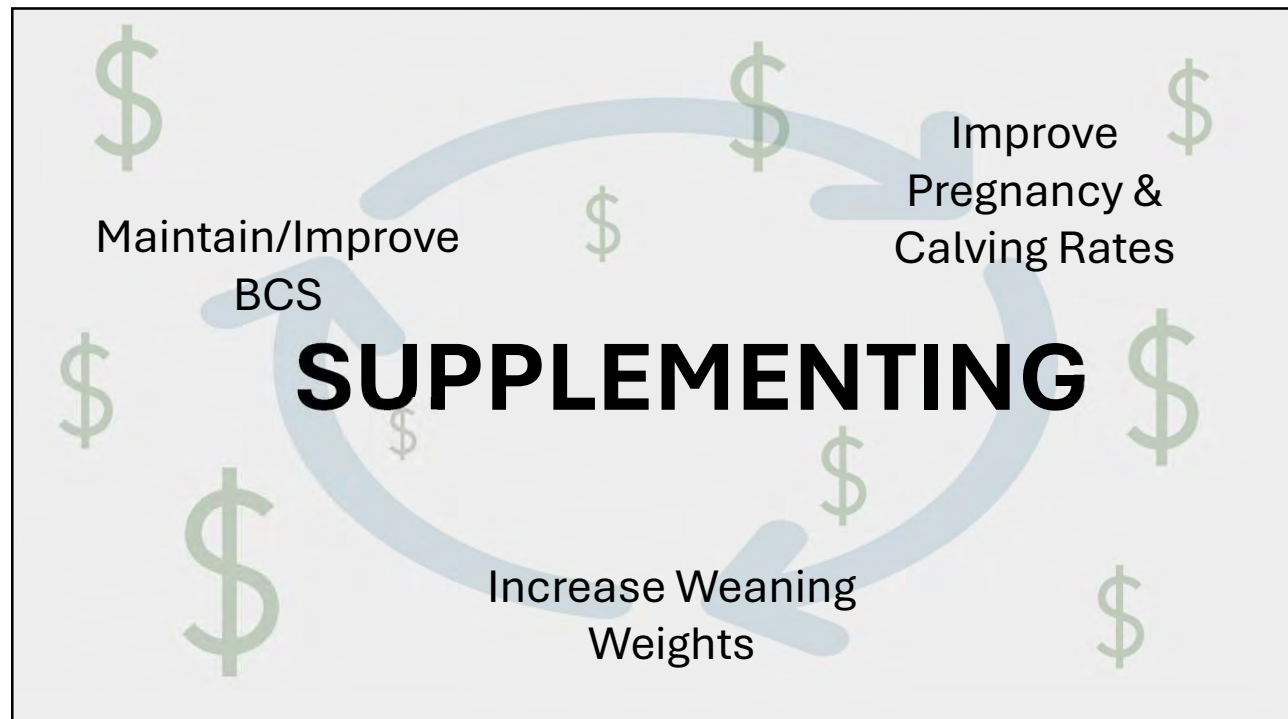 Improve
Pregnancy &
Calving Rates
Maintain/Improve
BCS
SUPPLEMENTING
Increase Weaning
Weights
$
$
$
$
$
$
$
$
$
$